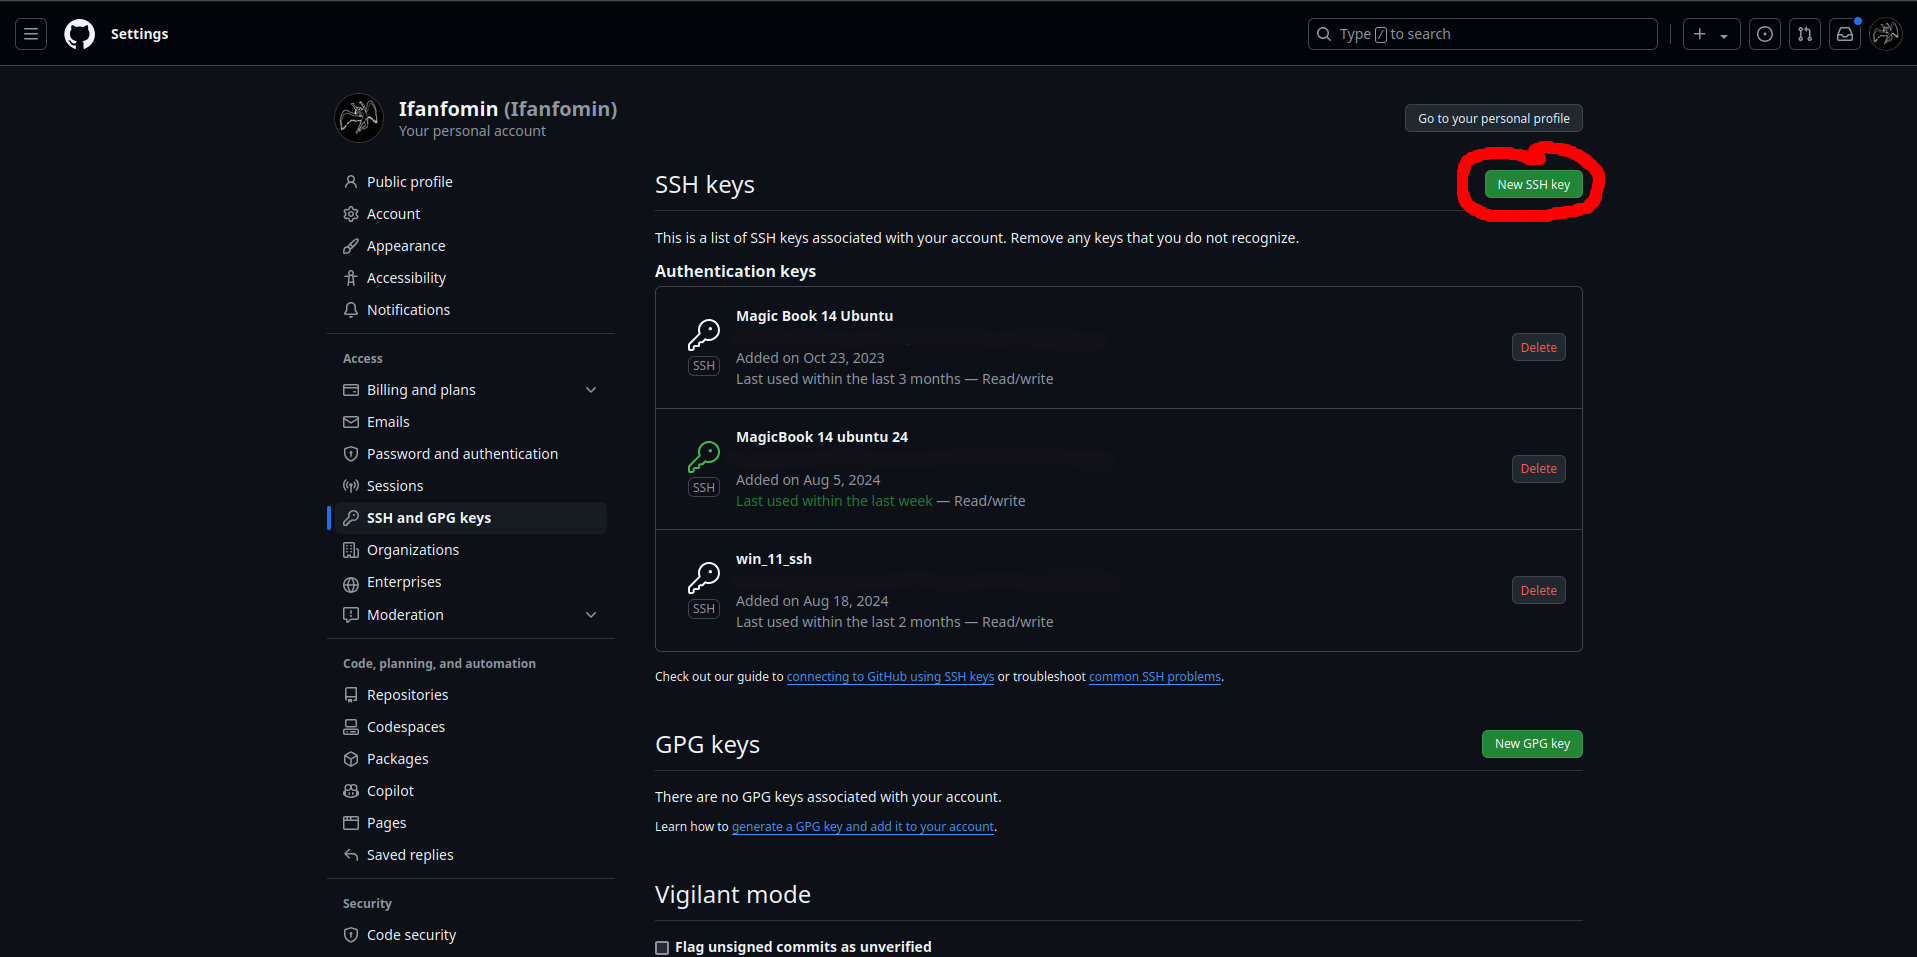 Settings
Type / to search
Ifanfomin (Ifanfomin)
Your personal account
Go to your personal profile
Public profile
Account
Appearance
Accessibility
Notifications
Access
Billing and plans
Emails
Password and authentication
Sessions
SSH and GPG keys
Organizations
Enterprises
Moderation
Code, planning, and automation
Repositories
Codespaces
Packages
Copilot
Pages
Saved replies
Security
Code security
SSH keys
New SSH key
This is a list of SSH keys associated with your account. Remove any keys that you do not recognize.
Authentication keys
Magic Book 14 Ubuntu
SSH
Added on Oct 23, 2023
Last used within the last 3 months — Read/write
Delete
MagicBook 14 ubuntu 24
SSH
Added on Aug 5, 2024
Last used within the last week — Read/write
Delete
win_11_ssh
SSH
Added on Aug 18, 2024
Last used within the last 2 months — Read/write
Delete
Check out our guide to connecting to GitHub using SSH keys or troubleshoot common SSH problems.
GPG keys
New GPG key
There are no GPG keys associated with your account.
Learn how to generate a GPG key and add it to your account.
Vigilant mode
Flag unsigned commits as unverified